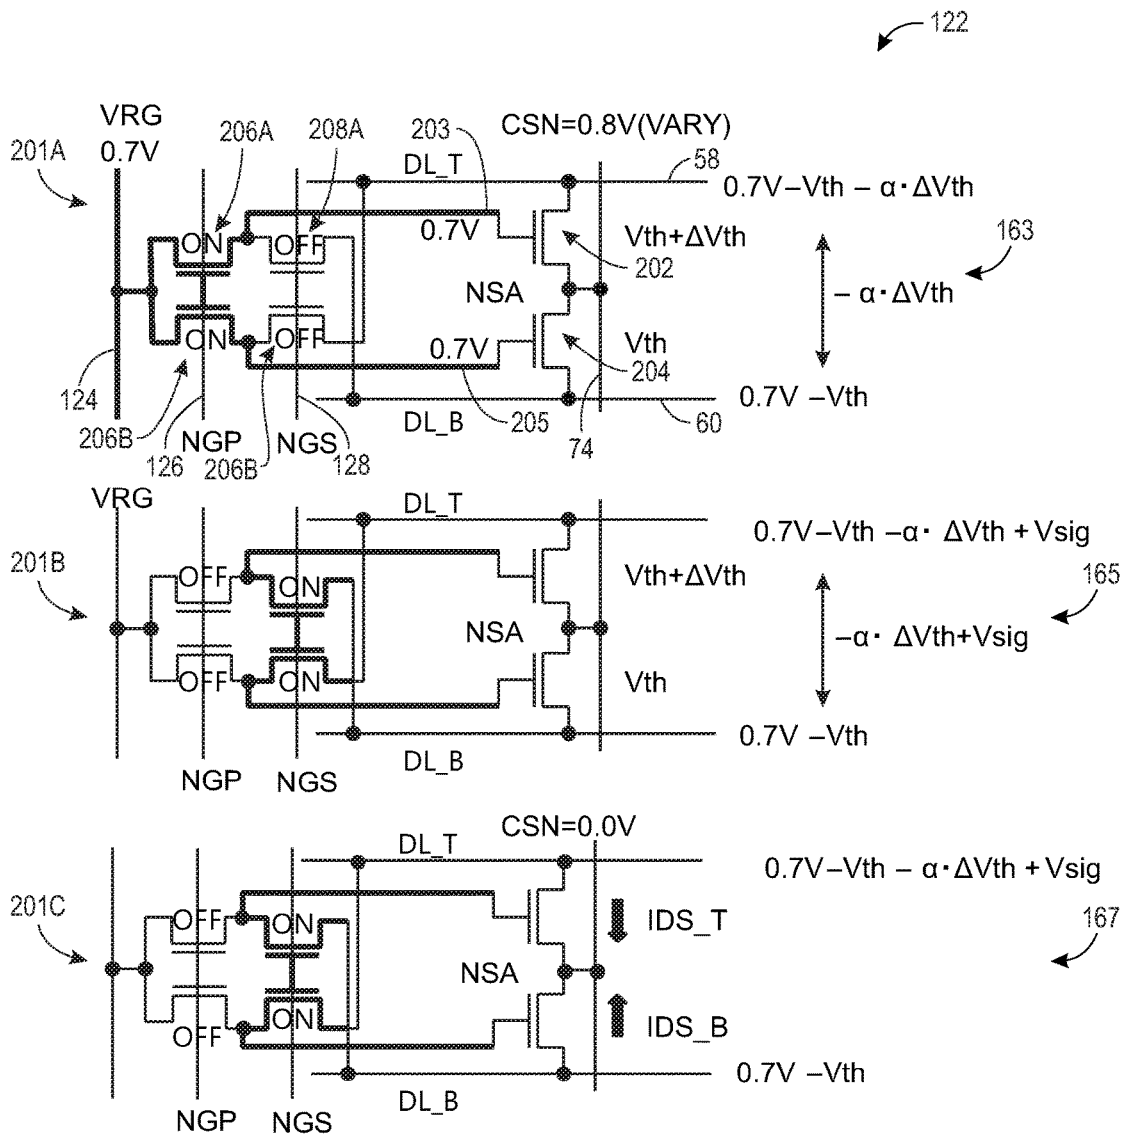 122
VRG
0.7V
201A
206A
208A
203
CSN=0.8V(VARY)
DL_T
58
0.7V–Vth – α·ΔVth
ON
OFF
0.7V
Vth+ΔVth
202
163
NSA
– α·ΔVth
ON
OFF
0.7V
Vth
204
124
0.7V –Vth
206B
NGP
126
206B
NGS
128
DL_B
205
74
60
VRG
DL_T
0.7V–Vth –α· ΔVth + Vsig
201B
OFF
ON
Vth+ΔVth
165
NSA
–α· ΔVth+Vsig
OFF
ON
Vth
0.7V –Vth
DL_B
NGP
NGS
CSN=0.0V
DL_T
0.7V–Vth – α·ΔVth + Vsig
201C
OFF
ON
IDS_T
167
NSA
OFF
ON
IDS_B
0.7V –Vth
DL_B
NGP
NGS